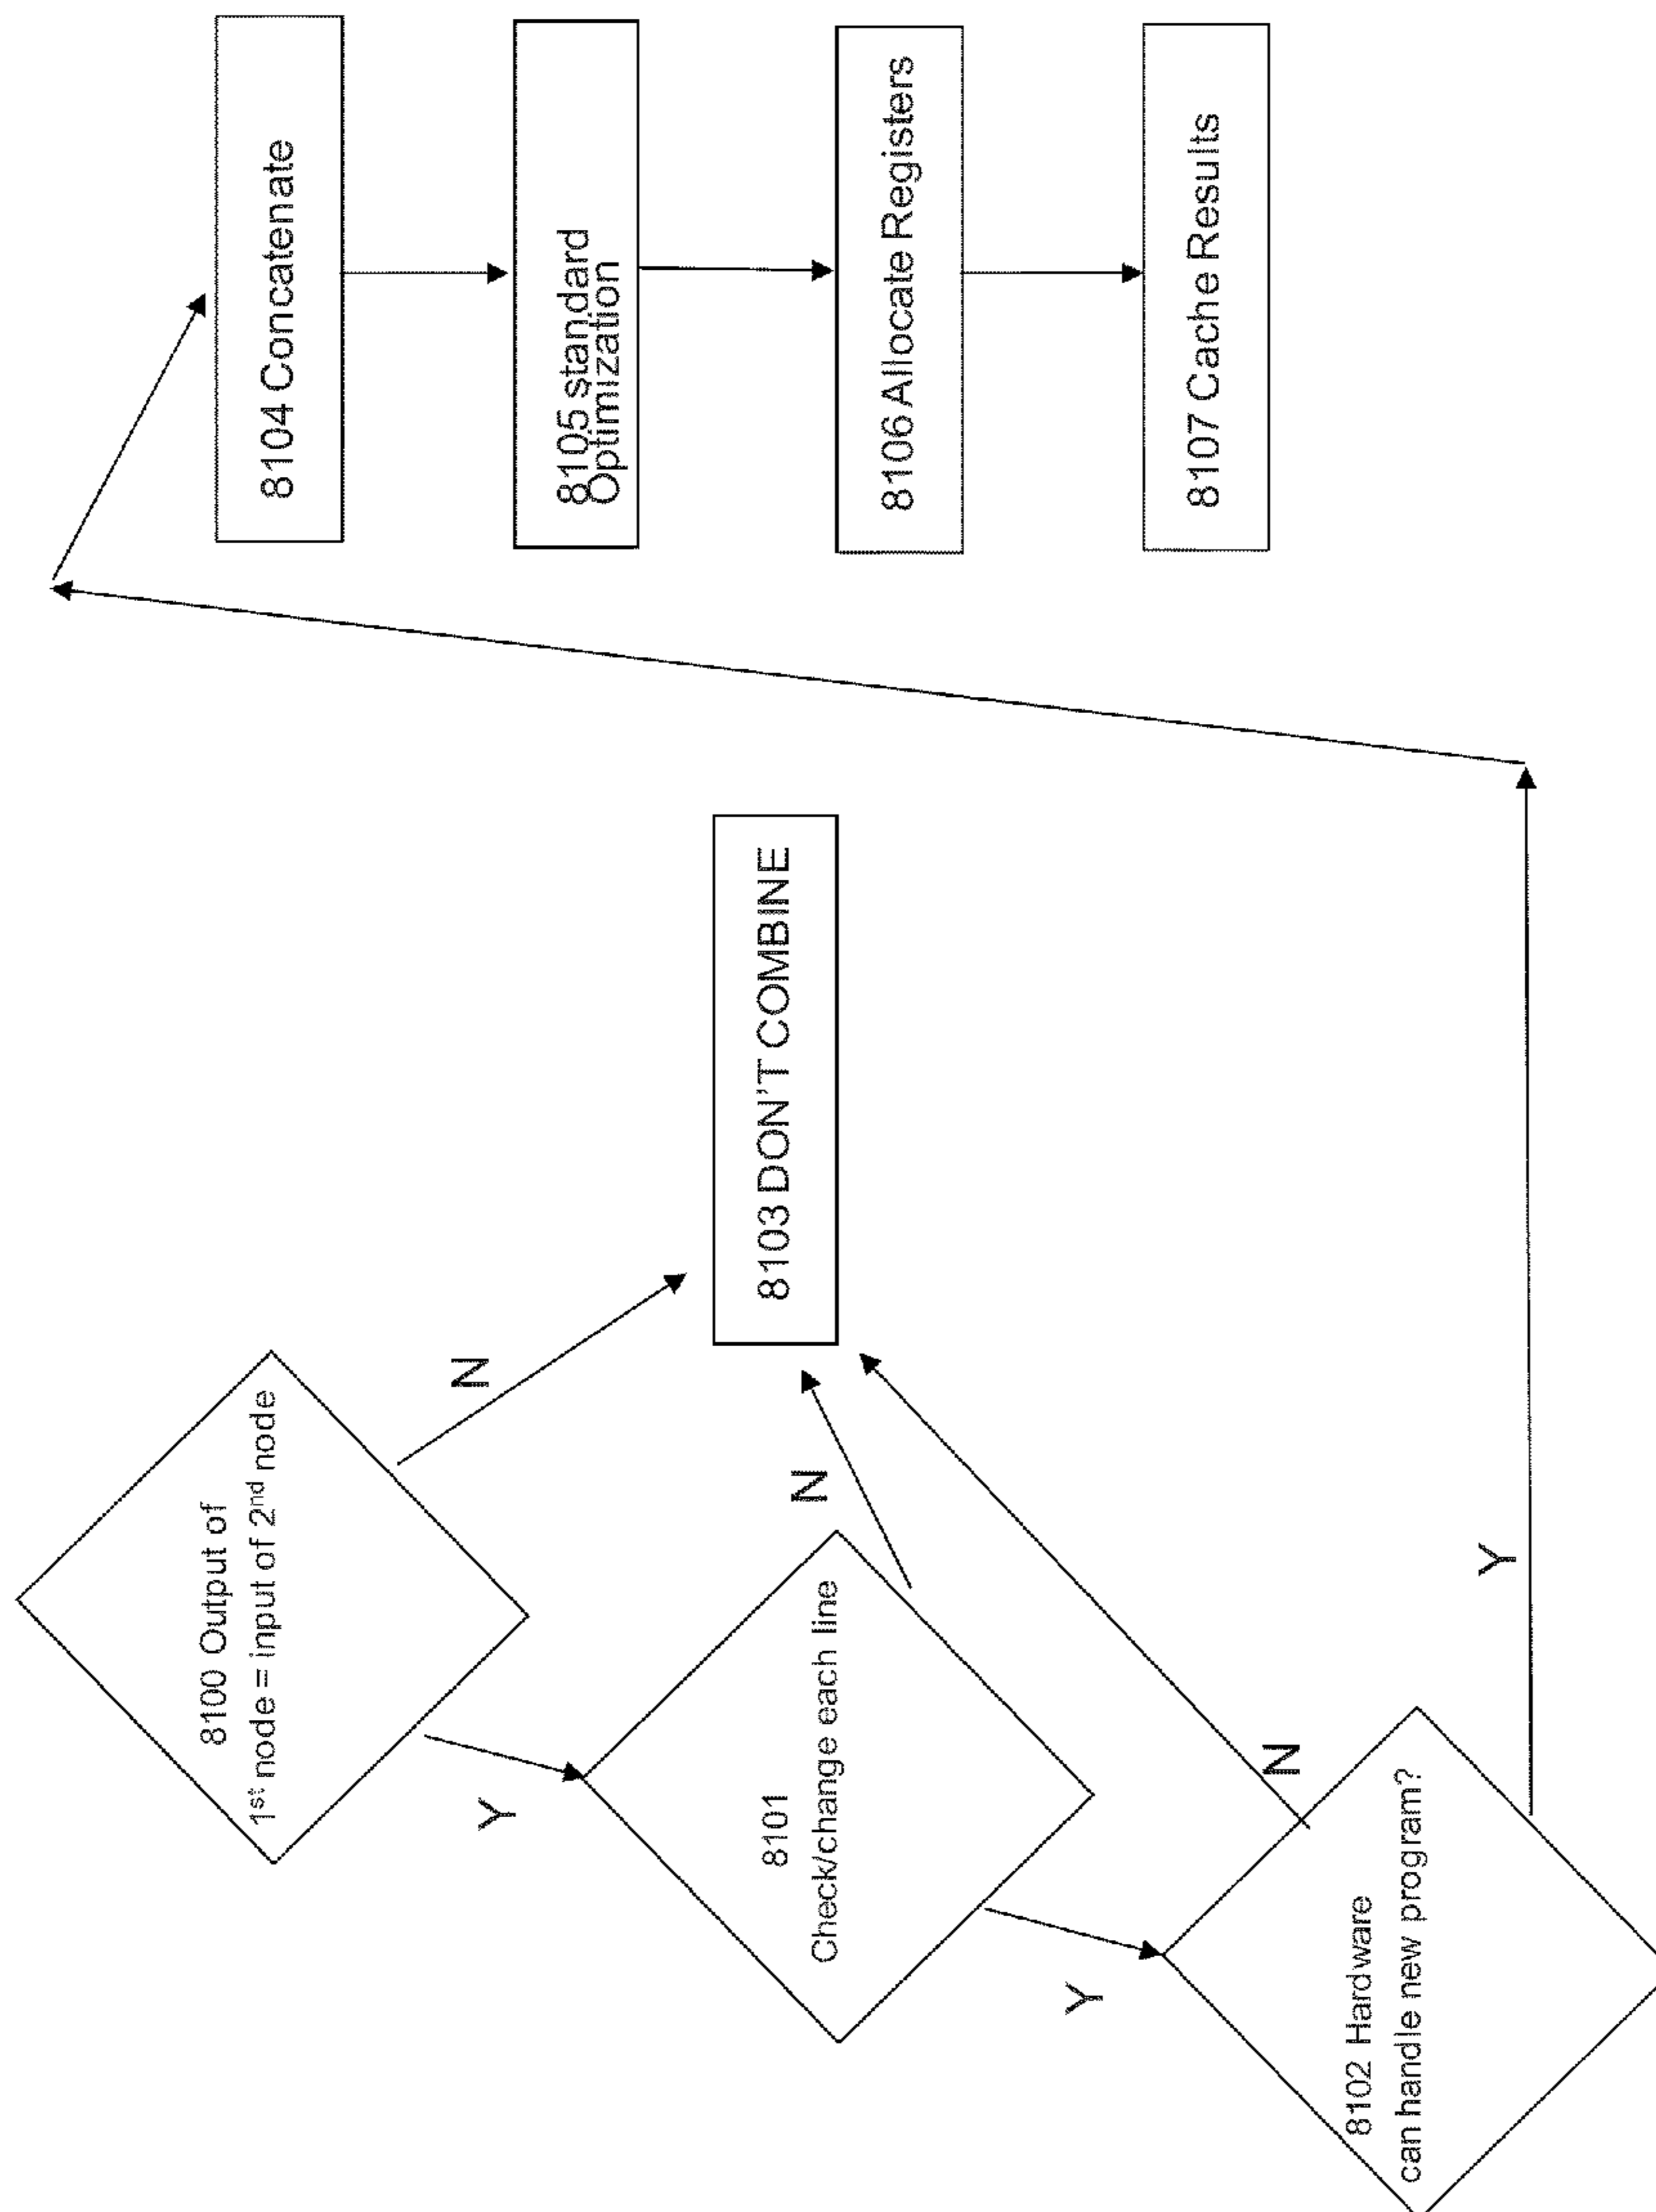 8100 Output of
1st node = input of 2nd node
N
Y
8101
Check/change each line
N
Y
8102 Hardware
can handle new program?
N
Y
8103 DON'T COMBINE
8104 Concatenate
8105 standard
Optimization
8106 Allocate Registers
8107 Cache Results